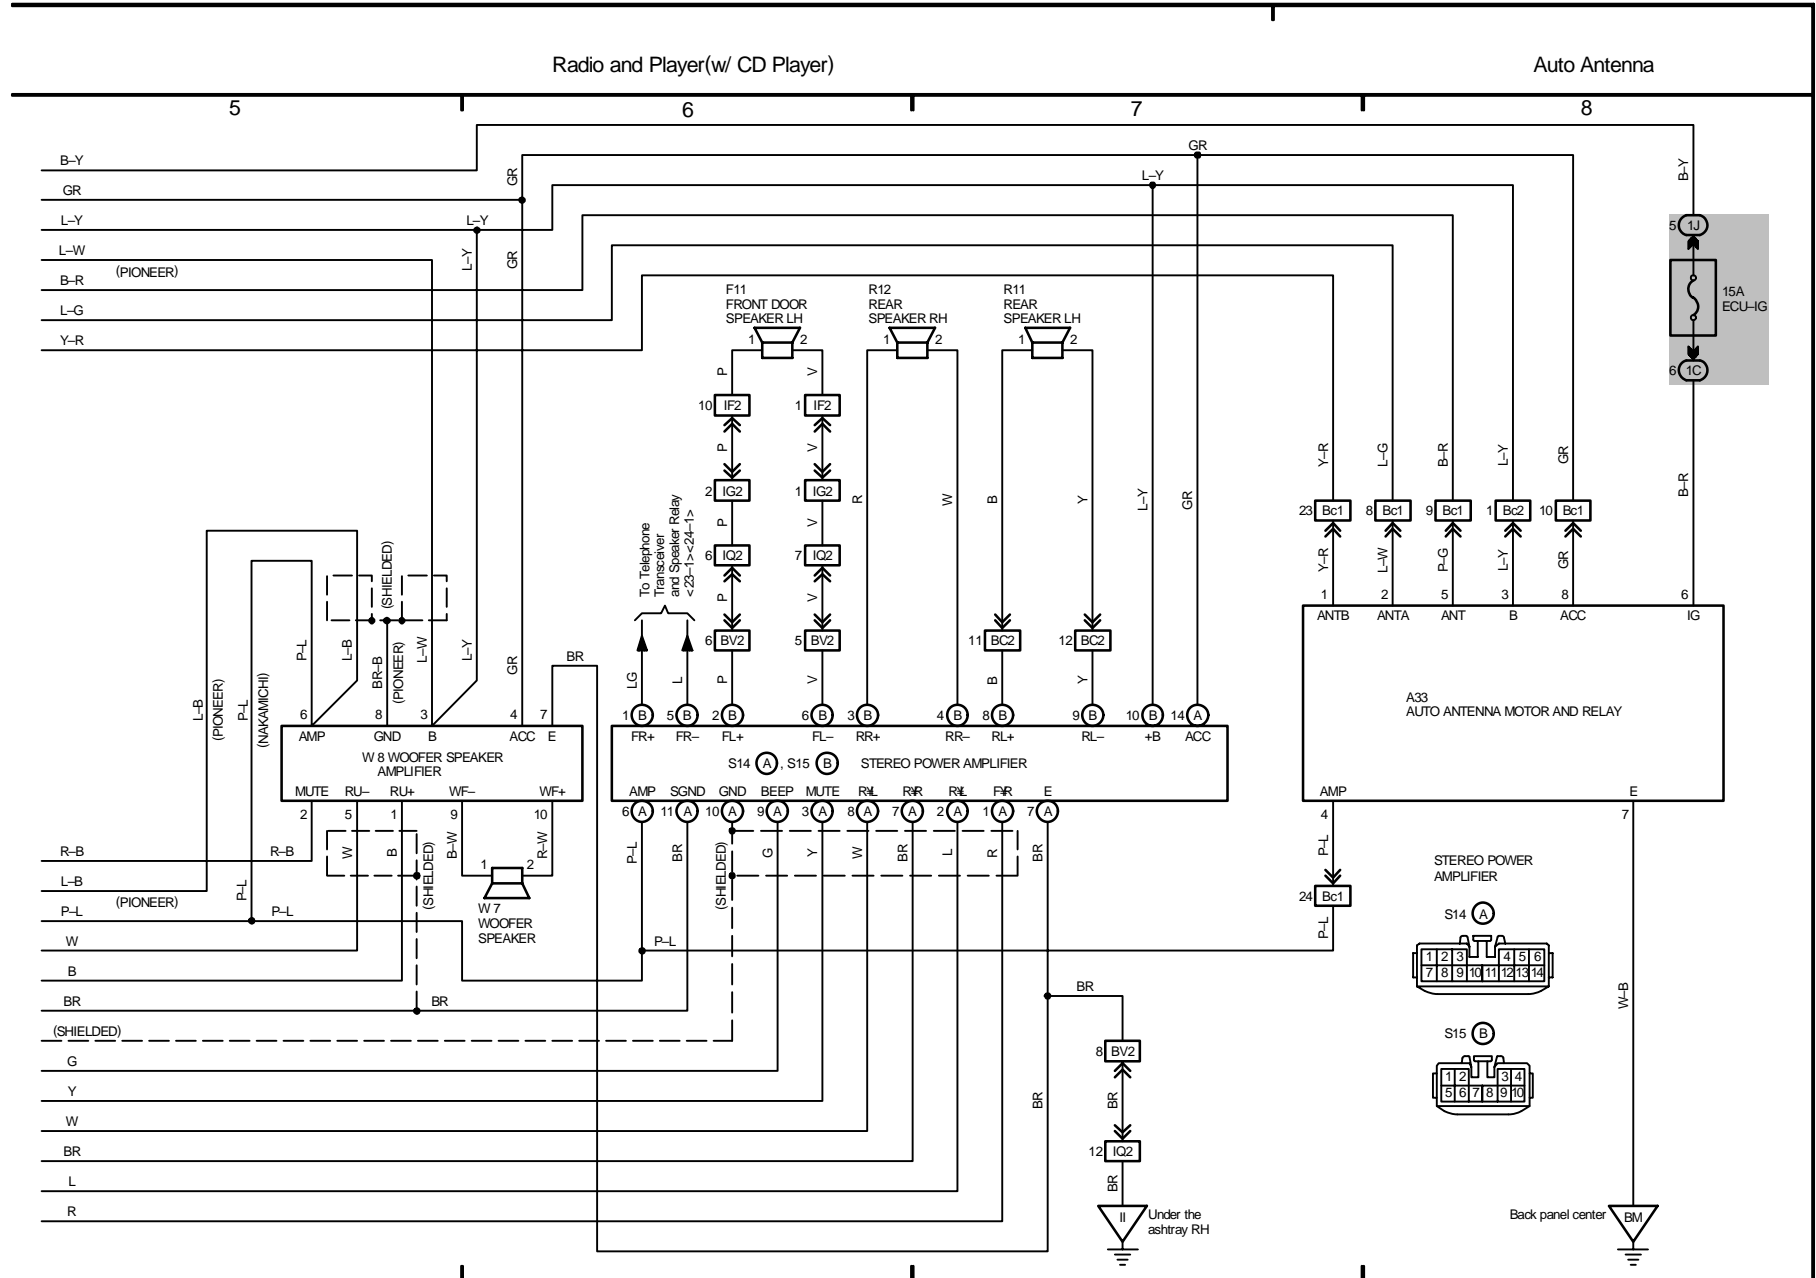 Radio and Player(w/ CD Player)
Auto Antenna
5
6
7
8
B–Y
GR
L–Y
L–W
(PIONEER)
B–R
L–G
Y–R
GR
L–Y
L–Y
GR
GR
L–Y
B–Y
5 1J
15A
ECU–IG
6 1C
B–R
F11
FRONT DOOR
SPEAKER LH
R12
REAR
SPEAKER RH
R11
REAR
SPEAKER LH
1 2
1 2
1 2
P V
10 IF2
1 IF2
P V
2 IG2
1 IG2
P V
6 IQ2
7 IQ2
P V
6 BV2
5 BV2
P V
R W B Y L–Y GR
11 BC2
12 BC2
B Y
To Telephone
Transceiver
and Speaker Relay
<23–1><24–1>
LG L
Y–R L–G B–R L–Y GR
23 Bc1
8 Bc1
9 Bc1
1 Bc2
10 Bc1
Y–R L–W P–G L–Y GR
1 2 5 3 8 6
ANTB ANTA ANT B ACC IG
A33
AUTO ANTENNA MOTOR AND RELAY
AMP E
4 7
P–L
24 Bc1
P–L
W–B
Back panel center BM
L–B
(PIONEER)
P–L
(NAKAMICHI)
P–L
L–B
(SHIELDED)
BR–B
(PIONEER)
L–W
L–Y
GR
BR
6 8 3 4 7
AMP GND B ACC E
W 8 WOOFER SPEAKER
AMPLIFIER
MUTE RU– RU+ WF– WF+
2 5 1 9 10
W B
(SHIELDED)
B–W R–W
1 2
W 7
WOOFER
SPEAKER
1 B 5 B 2 B 6 B 3 B 4 B 8 B 9 B 10 B 14 A
FR+ FR– FL+ FL– RR+ RR– RL+ RL– +B ACC
S14 A , S15 B STEREO POWER AMPLIFIER
AMP SGND GND BEEP MUTE E
6 A 11 A 10 A 9 A 3 A 8 A 7 A 2 A 1 A 7 A
P–L BR (SHIELDED) G Y W BR L R BR
R–B
R–B
L–B
(PIONEER)
P–L
P–L
P–L
W
B
BR
BR
(SHIELDED)
G
Y
W
BR
L
R
P–L
BR
8 BV2
BR
BR
12 IQ2
BR
II
Under the
ashtray RH
STEREO POWER
AMPLIFIER
S14 A
1 2 3 4 5 6
7 8 9 10 11 12 13 14
S15 B
1 2 3 4
5 6 7 8 9 10